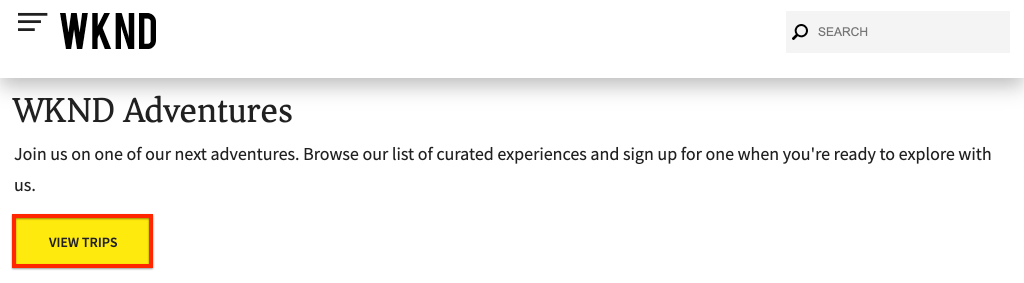 WKND
SEARCH
WKND Adventures
Join us on one of our next adventures. Browse our list of curated experiences and sign up for one when you're ready to explore with
us.
VIEW TRIPS